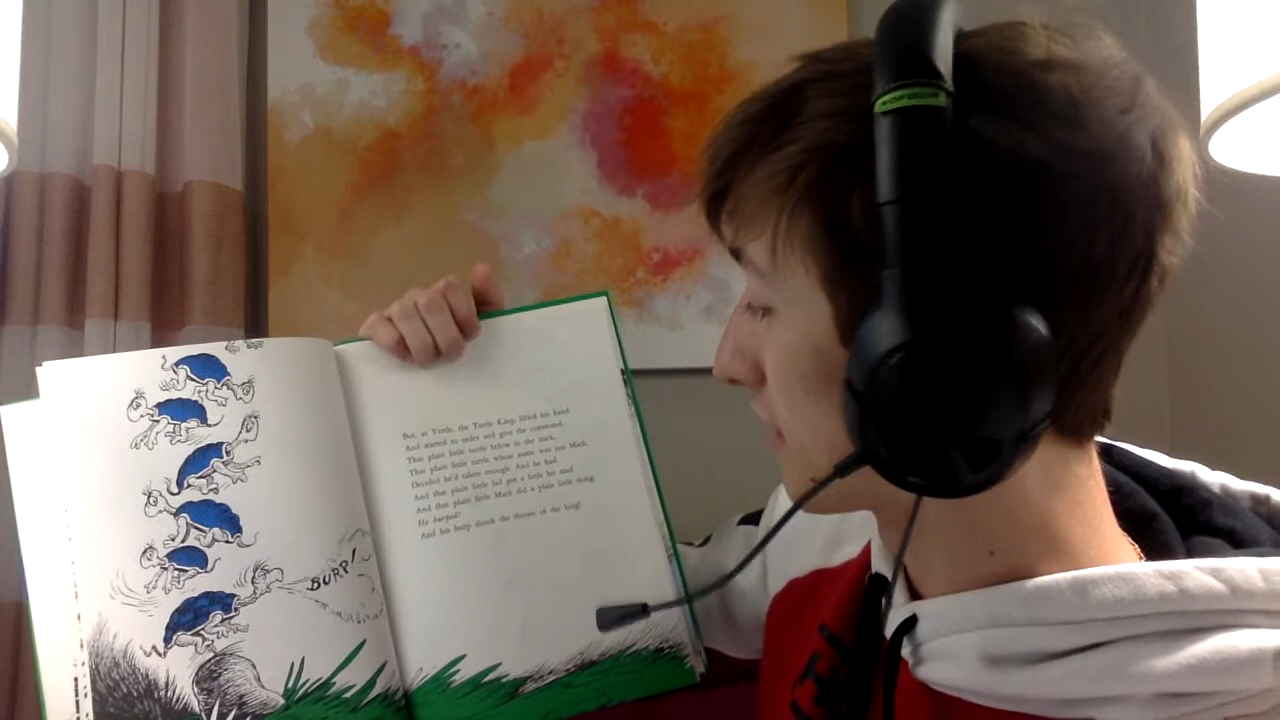 BURP!
But, as Yertle, the Turtle King, lifted his hand
And started to order and give the command,
That plain little turtle below in the stack,
That plain little turtle whose name was just Mack,
Decided he'd taken enough. And he had.
And that plain little lad got a little bit mad
And that plain little Mack did a plain little thing.
He burped!
And his burp shook the throne of the king!